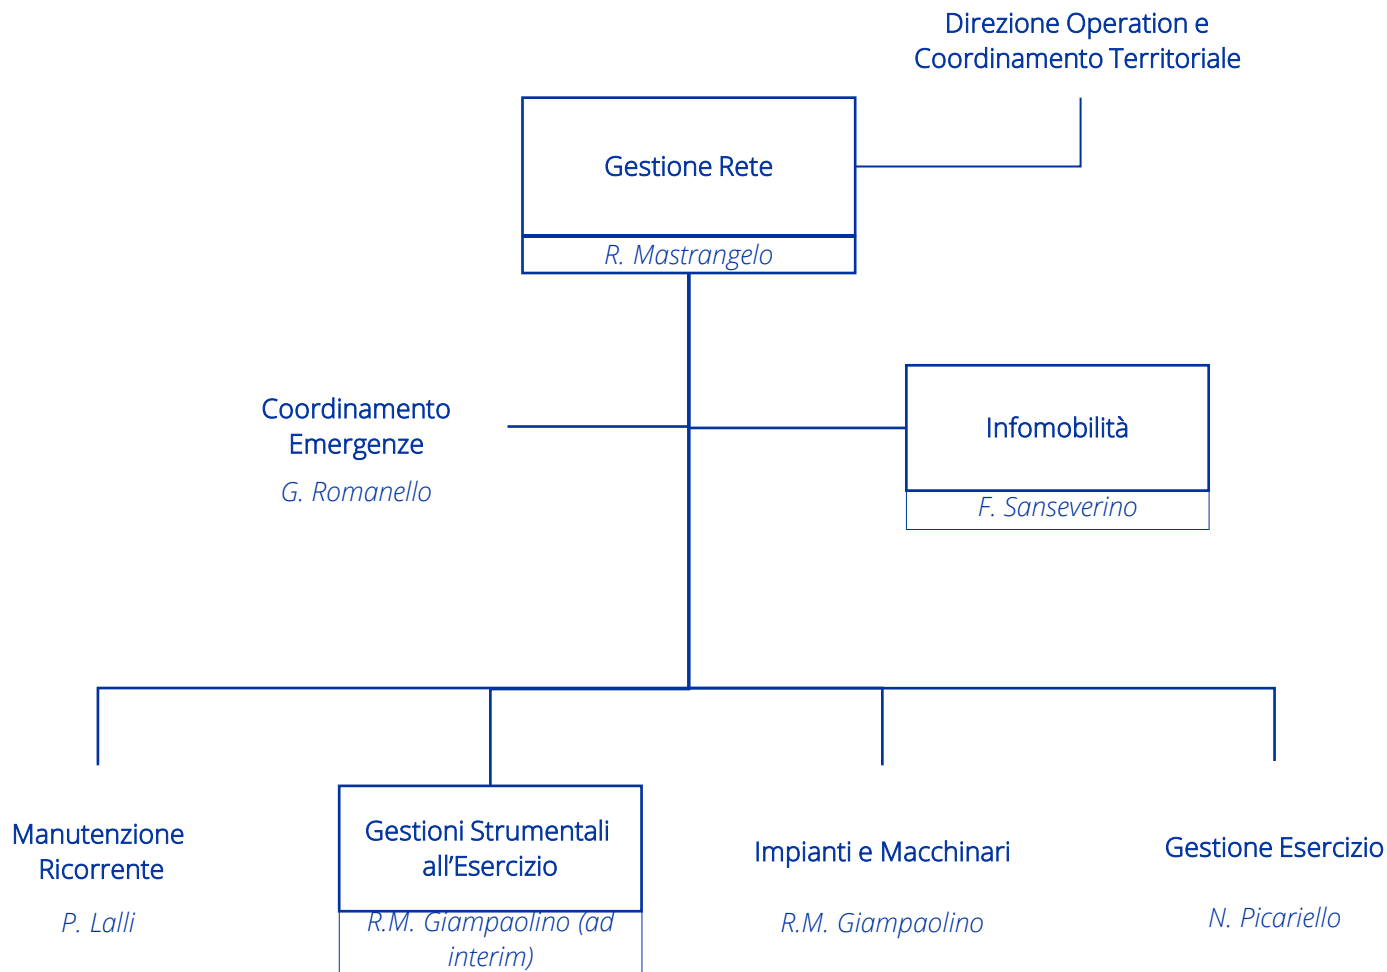 Direzione Operation e
Coordinamento Territoriale
Gestione Rete
R. Mastrangelo
Coordinamento
Emergenze
G. Romanello
Infomobilità
F. Sanseverino
Manutenzione
Ricorrente
P. Lalli
Gestioni Strumentali
all’Esercizio
R.M. Giampaolino (ad
interim)
Impianti e Macchinari
R.M. Giampaolino
Gestione Esercizio
N. Picariello